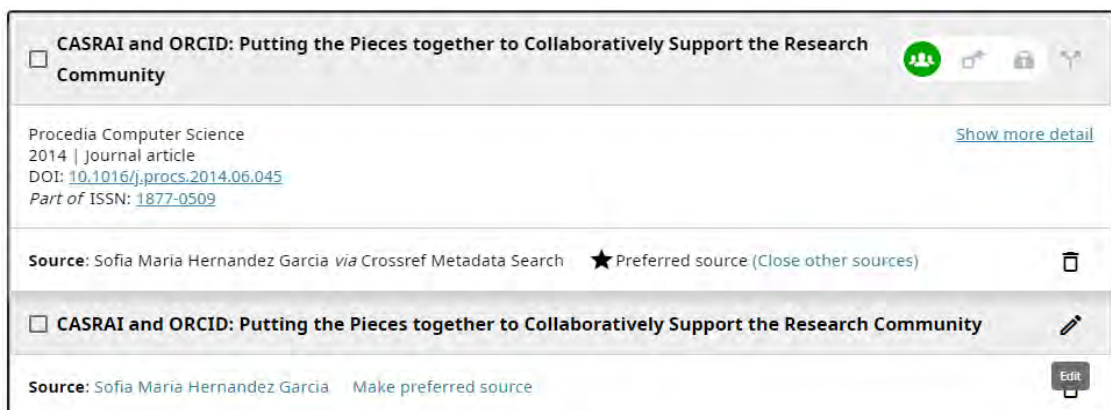 CASRAI and ORCID: Putting the Pieces together to Collaboratively Support the Research
Community
Procedia Computer Science
Show more detail
2014 | Journal article
DOI: 10.1016/j.procs.2014.06.045
Part of ISSN: 1877-0509
Source: Sofia Maria Hernandez Garcia via Crossref Metadata Search ★Preferred source (Close other sources)
CASRAI and ORCID: Putting the Pieces together to Collaboratively Support the Research Community
Source: Sofia Maria Hernandez Garcia Make preferred source
Edit